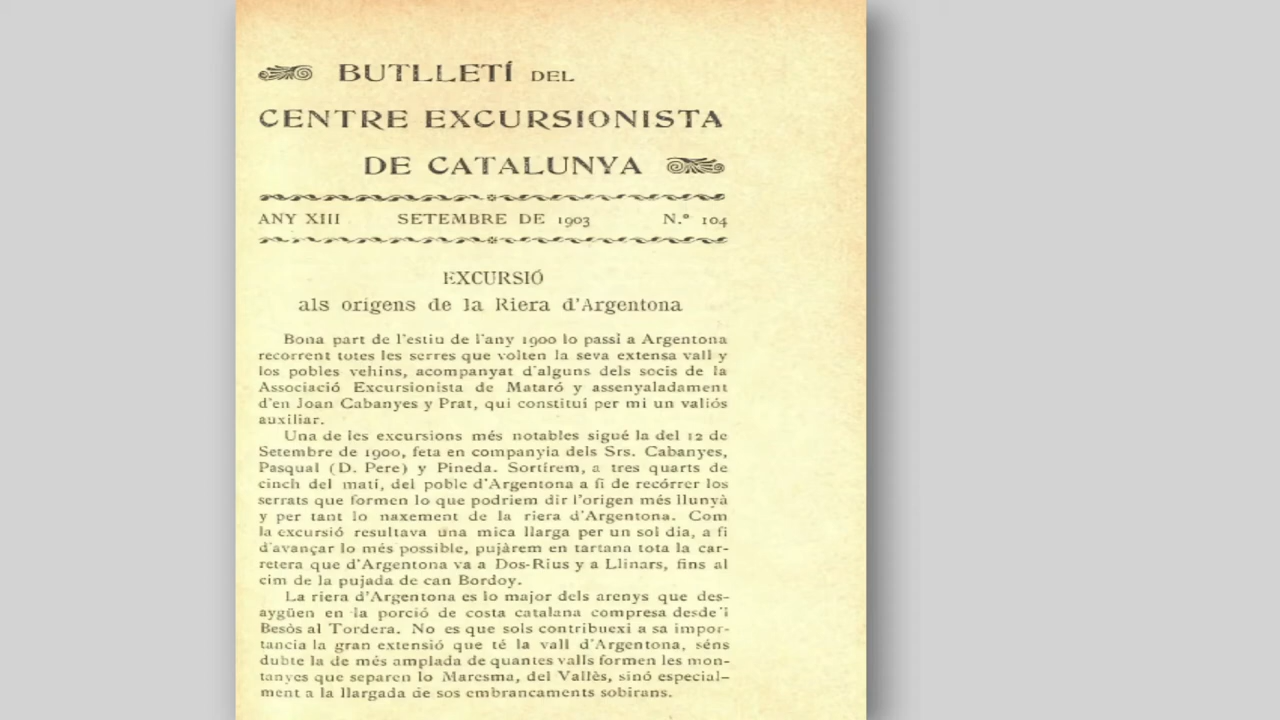 BUTLLETÍ DEL
CENTRE EXCURSIONISTA
DE CATALUNYA
ANY XIII SETEMBRE DE 1903 N.º 104
EXCURSIÓ
als origens de la Riera d'Argentona
Bona part de l'estiu de l'any 1900 lo passí a Argentona
recorrent totes les serres que volten la seva extensa vall y
los pobles vehins, acompanyat d'alguns dels socis de la
Associació Excursionista de Mataró y assenyaladament
d'en Joan Cabanyes y Prat, qui constituí per mi un valiós
auxiliar.
Una de les excursions més notables sigué la del 12 de
Setembre de 1900, feta en companyia dels Srs. Cabanyes,
Pasqual (D. Pere) y Pineda. Sortírem, a tres quarts de
cinch del matí, del poble d'Argentona a fi de recórrer los
serrats que formen lo que podríem dir l'origen més llunyà
y per tant lo naxement de la riera d'Argentona. Com
la excursió resultava una mica llarga per un sol dia, a fi
d'avançar lo més possible, pujàrem en tartana tota la car-
retera que d'Argentona va a Dos-Rius y a Llinars, fins al
cim de la pujada de can Bordoy.
La riera d'Argentona es lo major dels arenys que des-
aygüen en la porció de costa catalana compresa desde'l
Besòs al Tordera. No es que sols contribuexi a sa impor-
tancia la gran extensió que té la vall d'Argentona, séns
dubte la de més amplada de quantes valls formen les mon-
tanyes que separen lo Maresma, del Vallès, sinó especial-
ment a la llargada de sos embrancaments sobirans.